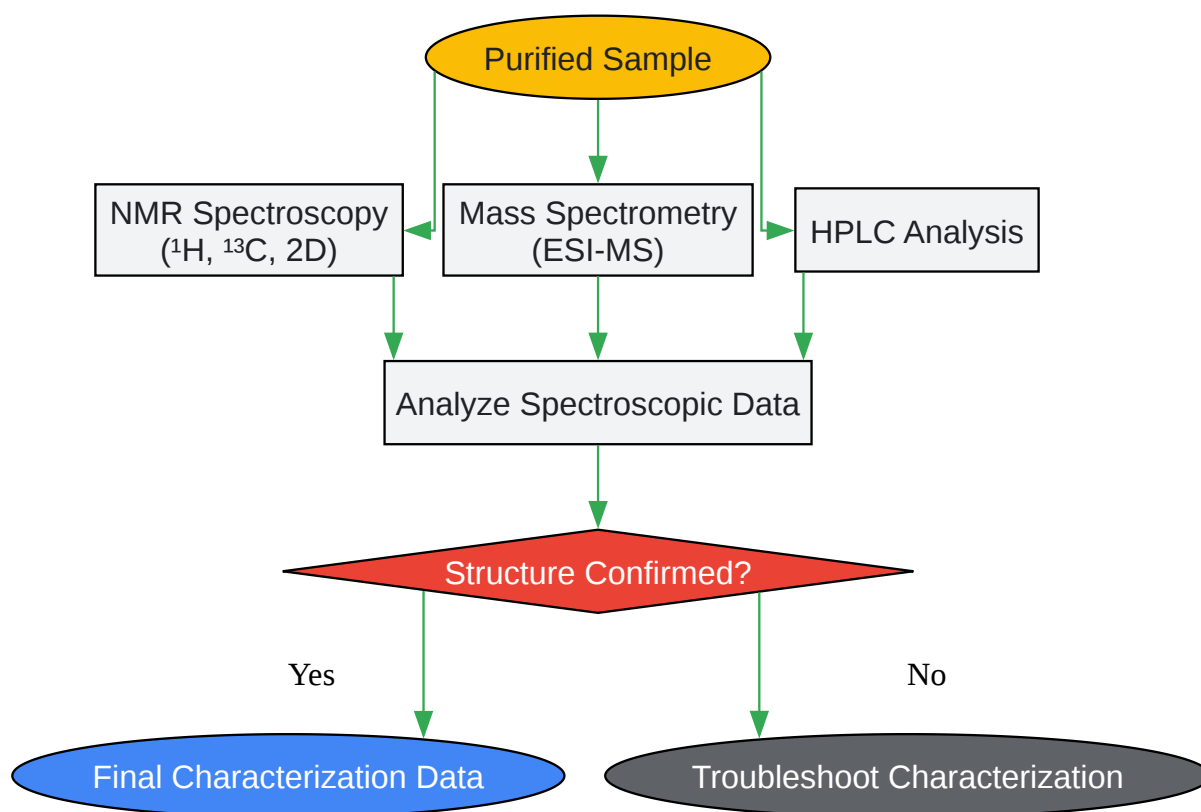 Purified Sample
NMR Spectroscopy
(¹H, ¹³C, 2D)
Mass Spectrometry
(ESI-MS)
HPLC Analysis
Analyze Spectroscopic Data
Structure Confirmed?
Yes
No
Final Characterization Data
Troubleshoot Characterization